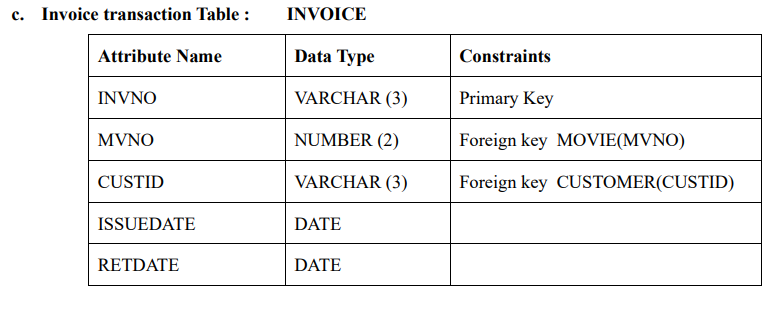 c. Invoice transaction Table : INVOICE
Attribute Name Data Type Constraints
INVNO VARCHAR (3) Primary Key
MVNO NUMBER (2) Foreign key MOVIE(MVNO)
CUSTID VARCHAR (3) Foreign key CUSTOMER(CUSTID)
ISSUEDATE DATE
RETDATE DATE